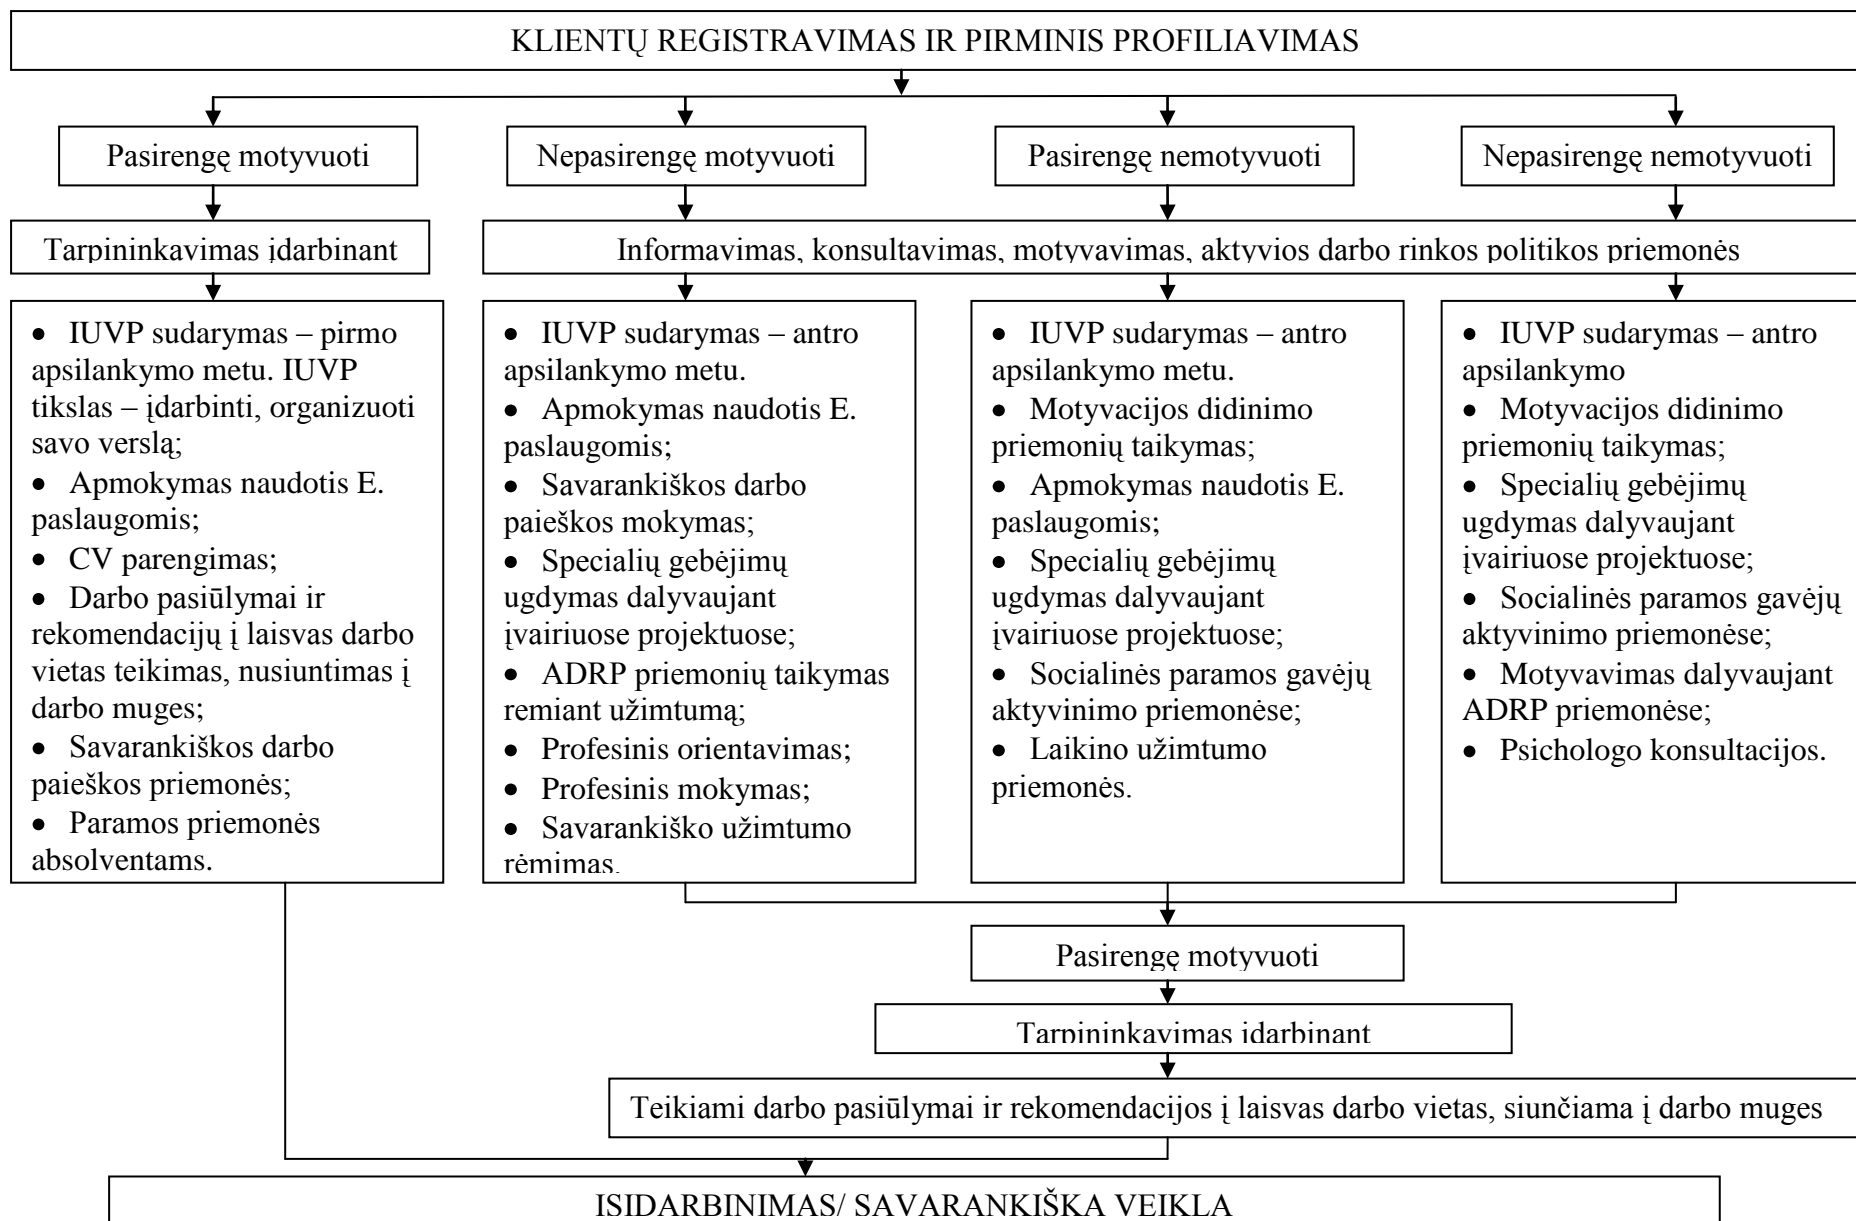 KLIENTŲ REGISTRAVIMAS IR PIRMINIS PROFILIAVIMAS
Pasirengę motyvuoti
Nepasirengę motyvuoti
Pasirengę nemotyvuoti
Nepasirengę nemotyvuoti
Tarpininkavimas įdarbinant
Informavimas, konsultavimas, motyvavimas, aktyvios darbo rinkos politikos priemonės
• IUVP sudarymas – pirmo
apsilankymo metu. IUVP
tikslas – įdarbinti, organizuoti
savo verslą;
• Apmokymas naudotis E.
paslaugomis;
• CV parengimas;
• Darbo pasiūlymai ir
rekomendacijų į laisvas darbo
vietas teikimas, nusiuntimas į
darbo muges;
• Savarankiškos darbo
paieškos priemonės;
• Paramos priemonės
absolventams.
• IUVP sudarymas – antro
apsilankymo metu.
• Apmokymas naudotis E.
paslaugomis;
• Savarankiškos darbo
paieškos mokymas;
• Specialių gebėjimų
ugdymas dalyvaujant
įvairiuose projektuose;
• ADRP priemonių taikymas
remiant užimtumą;
• Profesinis orientavimas;
• Profesinis mokymas;
• Savarankiško užimtumo
rėmimas.
• IUVP sudarymas – antro
apsilankymo metu.
• Motyvacijos didinimo
priemonių taikymas;
• Apmokymas naudotis E.
paslaugomis;
• Specialių gebėjimų
ugdymas dalyvaujant
įvairiuose projektuose;
• Socialinės paramos gavėjų
aktyvinimo priemonėse;
• Laikino užimtumo
priemonės.
• IUVP sudarymas – antro
apsilankymo
• Motyvacijos didinimo
priemonių taikymas;
• Specialių gebėjimų
ugdymas dalyvaujant
įvairiuose projektuose;
• Socialinės paramos gavėjų
aktyvinimo priemonėse;
• Motyvavimas dalyvaujant
ADRP priemonėse;
• Psichologo konsultacijos.
Pasirengę motyvuoti
Tarpininkavimas įdarbinant
Teikiami darbo pasiūlymai ir rekomendacijos į laisvas darbo vietas, siunčiama į darbo muges
ISIDARBINIMAS/ SAVARANKIŠKA VEIKLA